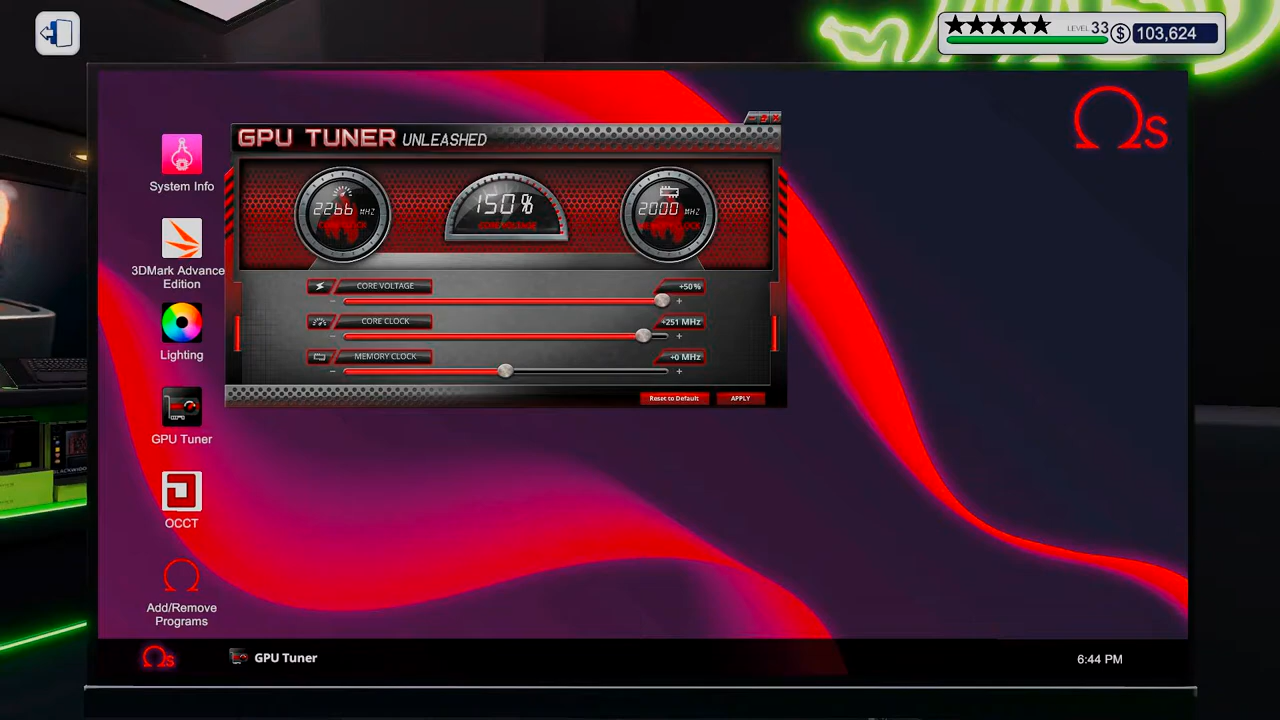 LEVEL 33 $ 103,624
Ωs
GPU TUNER UNLEASHED
System Info
2266 MHZ
150%
CORE VOLTAGE
2000 MHZ
3DMark Advance
Edition
CORE VOLTAGE
+50%
CORE CLOCK
+251 MHz
MEMORY CLOCK
+0 MHz
Reset to Default
APPLY
Lighting
GPU Tuner
OCCT
Add/Remove
Programs
Ωs
GPU Tuner
6:44 PM